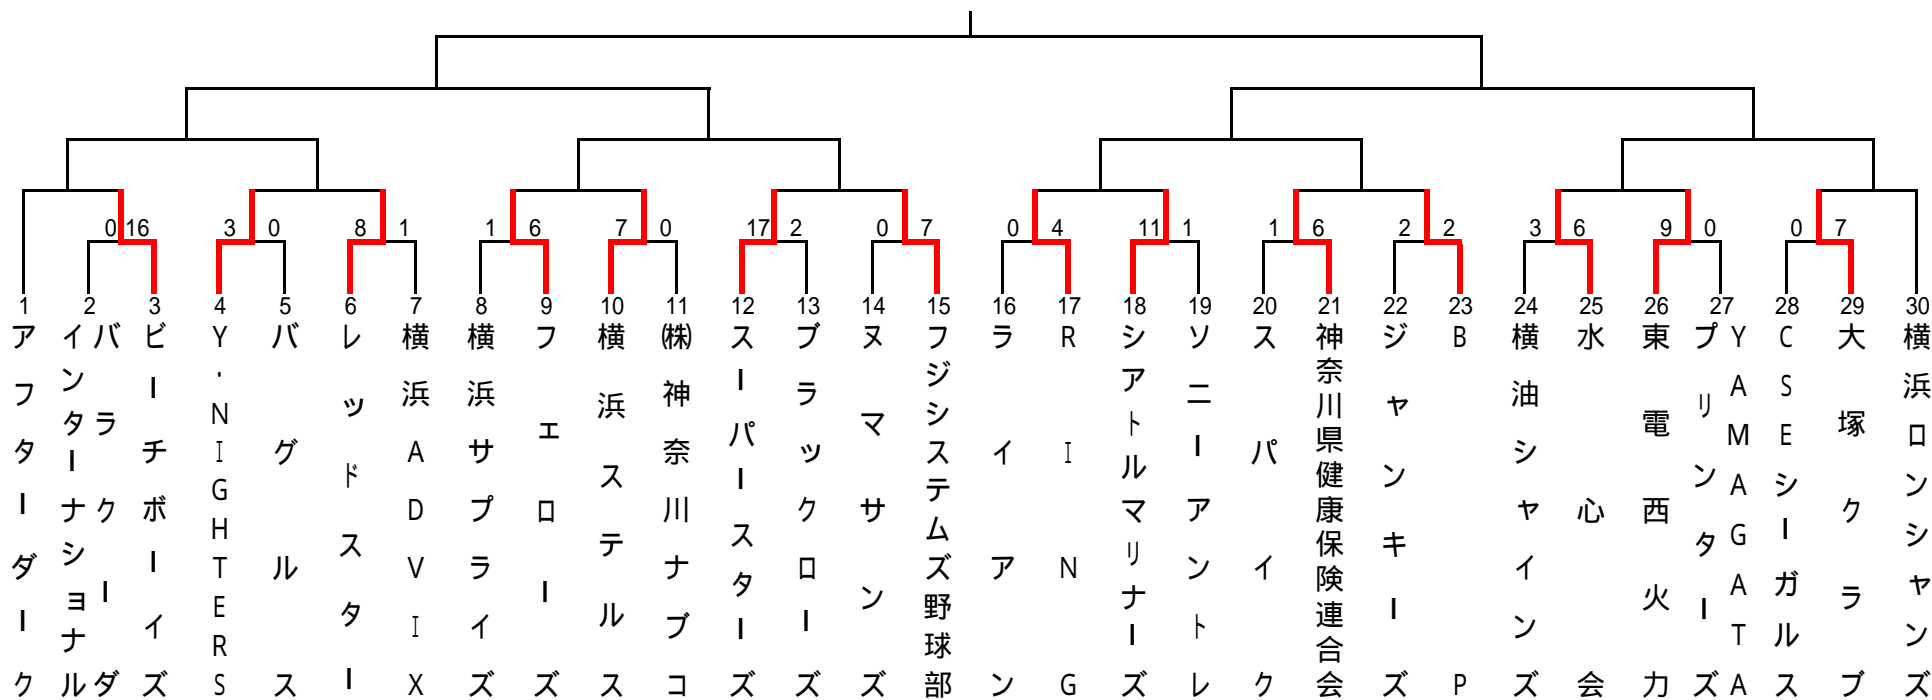 0 16 3 0 8 1 1 6 7 0 17 2 0 7 0 4 11 1 1 6 2 2 3 6 9 0 0 7
1 2 3 4 5 6 7 8 9 10 11 12 13 14 15 16 17 18 19 20 21 22 23 24 25 26 27 28 29 30
アフターダーク
バラクーダ
インターナショナル
ビーチボーイズ
Y・NIGHTERS
バグルス
レッドスター
横浜ADVIX
横浜サプライズ
フェローズ
横浜ステルス
㈱神奈川ナブコ
スーパースターズ
ブラックローズ
ヌマサンズ
フジシステムズ野球部
ライアン
RING
シアトルマリナーズ
ソニーアントレ
スパイク
神奈川県健康保険連合会
ジャンキーズ
BP
横油シャインズ
水心会
東電西火力
YAMAGATA
プリンターズ
CSEシーガルス
大塚クラブ
横浜ロンシャンズ